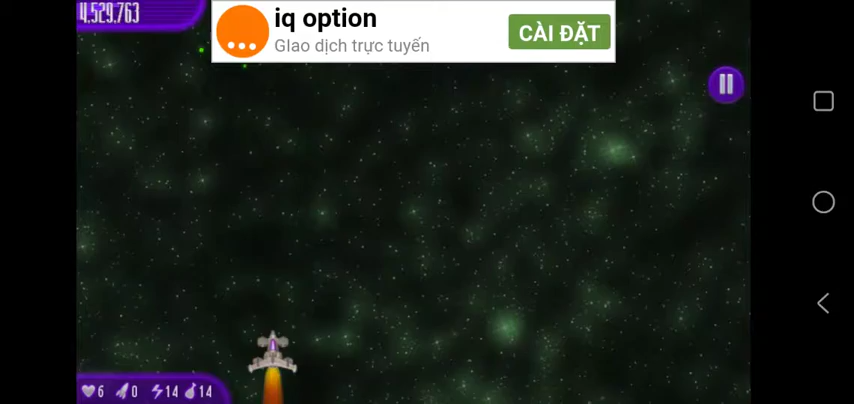 4,529,763
iq option
Giao dịch trực tuyến
CÀI ĐẶT
6 0 14 14